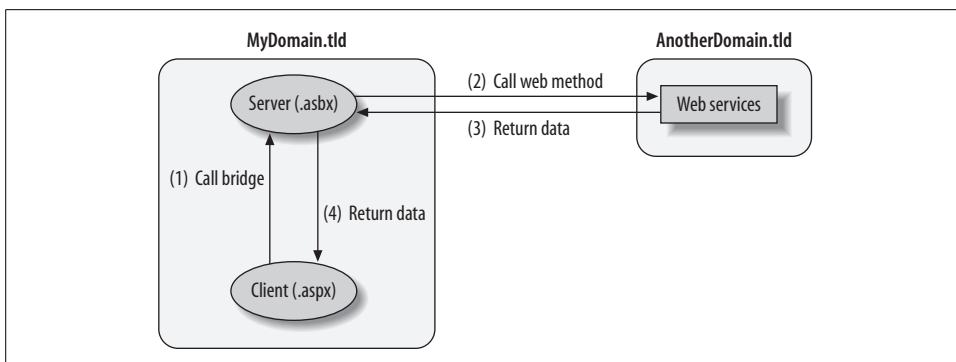 MyDomain.tld
AnotherDomain.tld
Server (.asbx)
(2) Call web method
Web services
(3) Return data
(1) Call bridge
(4) Return data
Client (.aspx)